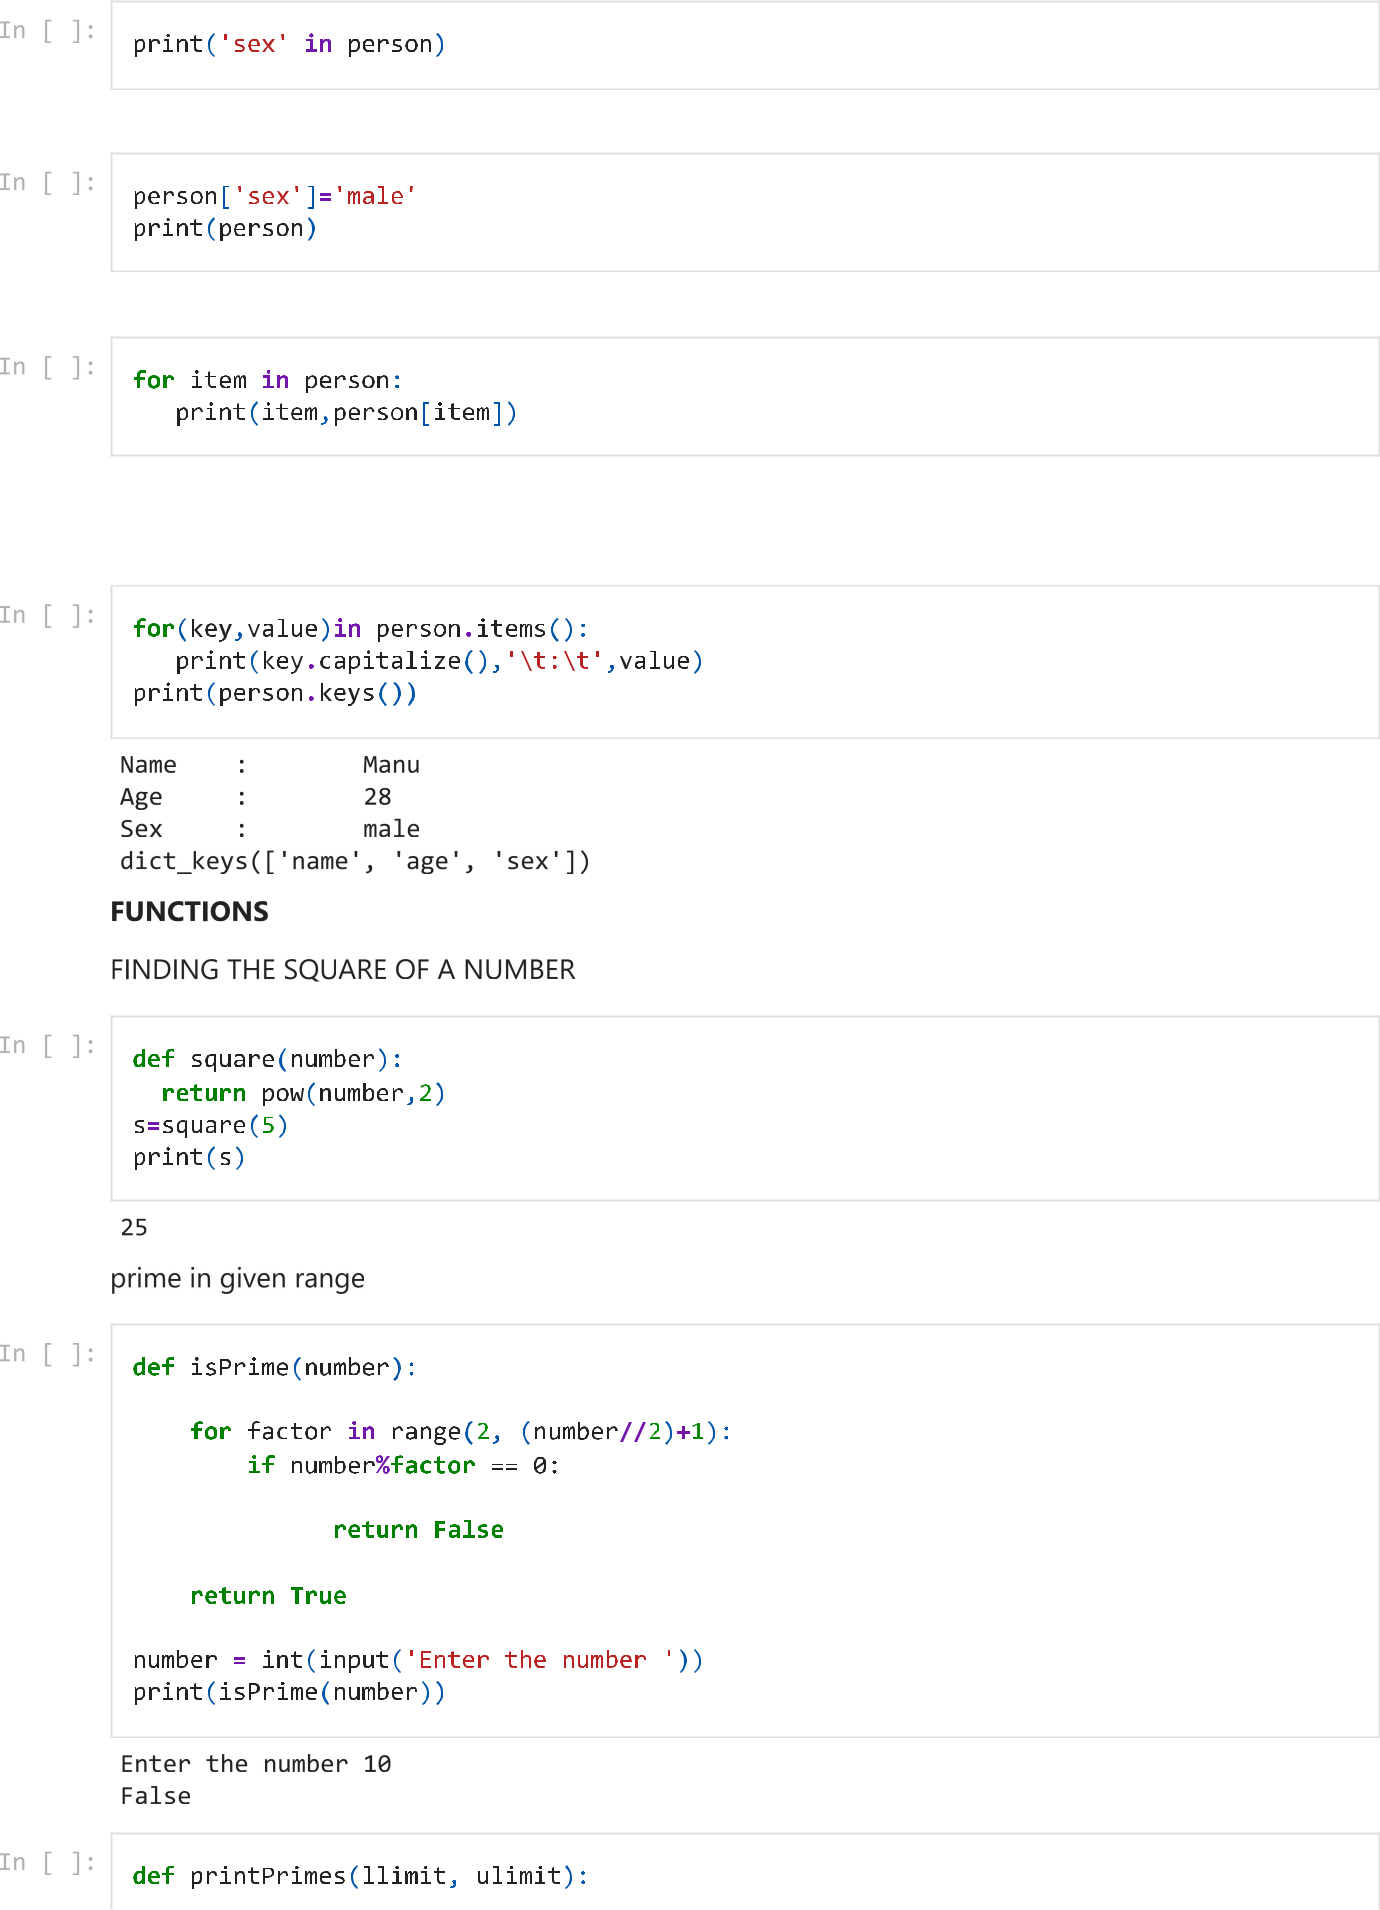 In [ ]:
print('sex' in person)
In [ ]:
person['sex']='male'
print(person)
In [ ]:
for item in person:
   print(item,person[item])
In [ ]:
for(key,value)in person.items():
   print(key.capitalize(),'\t:\t',value)
print(person.keys())
Name    :        Manu
Age     :        28
Sex     :        male
dict_keys(['name', 'age', 'sex'])
FUNCTIONS
FINDING THE SQUARE OF A NUMBER
In [ ]:
def square(number):
  return pow(number,2)
s=square(5)
print(s)
25
prime in given range
In [ ]:
def isPrime(number):
    for factor in range(2, (number//2)+1):
        if number%factor == 0:
              return False
    return True
number = int(input('Enter the number '))
print(isPrime(number))
Enter the number 10
False
In [ ]:
def printPrimes(llimit, ulimit):